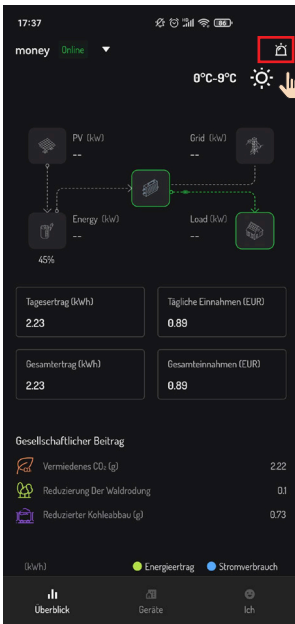 17:37
86
money Online
0°C-9°C
PV (kW)
--
Grid (kW)
--
Energy (kW)
--
Load (kW)
--
45%
Tagesertrag (kWh)
2.23
Tägliche Einnahmen (EUR)
0.89
Gesamtertrag (kWh)
2.23
Gesamteinnahmen (EUR)
0.89
Gesellschaftlicher Beitrag
Vermiedenes CO₂ (g) 2.22
Reduzierung Der Waldrodung 0.1
Reduzierter Kohleabbau (g) 0.73
(kWh) Energieertrag Stromverbrauch
Überblick Geräte Ich